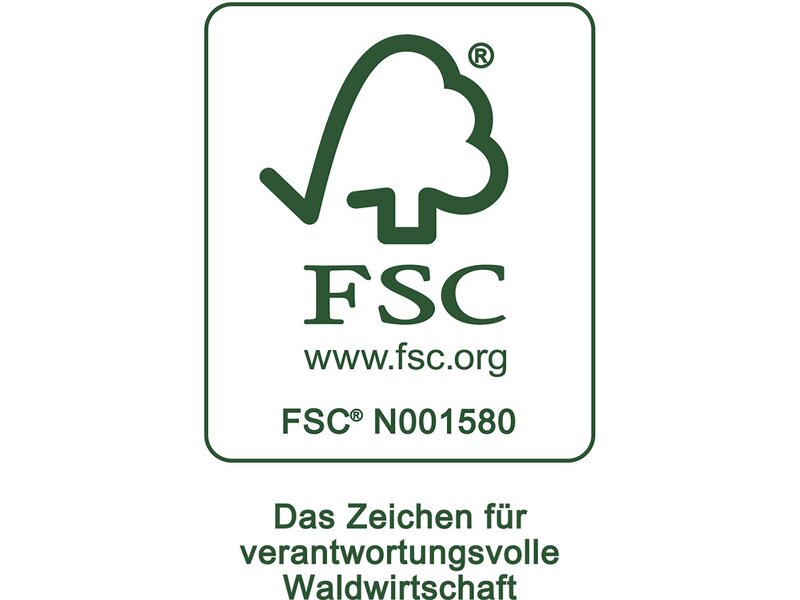 ®
FSC
www.fsc.org
FSC® N001580
Das Zeichen für
verantwortungsvolle
Waldwirtschaft